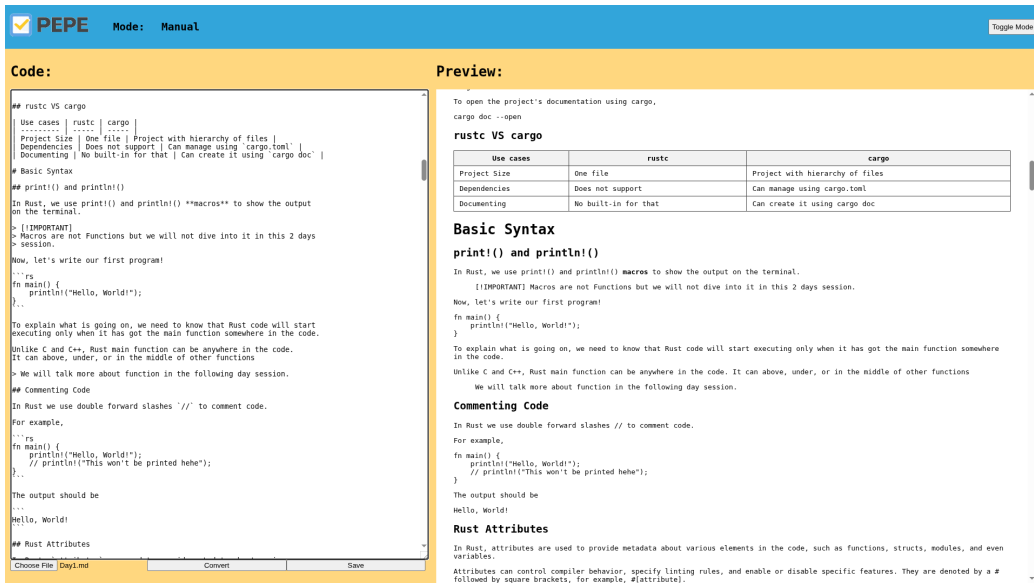 PEPE
Mode: Manual
Toggle Mode
Code:
## rustc VS cargo
| Use cases | rustc | cargo |
| --------- | ----- | ----- |
| Project Size | One file | Project with hierarchy of files |
| Dependencies | Does not support | Can manage using `cargo.toml` |
| Documenting | No built-in for that | Can create it using `cargo doc` |
# Basic Syntax
## print!() and println!()
In Rust, we use print!() and println!() **macros** to show the output
on the terminal.
> [!IMPORTANT]
> Macros are not Functions but we will not dive into it in this 2 days
> session.
Now, let's write our first program!
```rs
fn main() {
println!("Hello, World!");
}
```
To explain what is going on, we need to know that Rust code will start
executing only when it has got the main function somewhere in the code.
Unlike C and C++, Rust main function can be anywhere in the code.
It can above, under, or in the middle of other functions
> We will talk more about function in the following day session.
## Commenting Code
In Rust we use double forward slashes `//` to comment code.
For example,
```rs
fn main() {
println!("Hello, World!");
// println!("This won't be printed hehe");
}
```
The output should be
```
Hello, World!
```
## Rust Attributes
Choose File Day1.md
Convert
Save
Preview:
To open the project's documentation using cargo,
cargo doc --open
rustc VS cargo
Use cases rustc cargo
Project Size One file Project with hierarchy of files
Dependencies Does not support Can manage using cargo.toml
Documenting No built-in for that Can create it using cargo doc
Basic Syntax
print!() and println!()
In Rust, we use print!() and println!() macros to show the output on the terminal.
[!IMPORTANT] Macros are not Functions but we will not dive into it in this 2 days session.
Now, let's write our first program!
fn main() {
println!("Hello, World!");
}
To explain what is going on, we need to know that Rust code will start executing only when it has got the main function somewhere
in the code.
Unlike C and C++, Rust main function can be anywhere in the code. It can above, under, or in the middle of other functions
We will talk more about function in the following day session.
Commenting Code
In Rust we use double forward slashes // to comment code.
For example,
fn main() {
println!("Hello, World!");
// println!("This won't be printed hehe");
}
The output should be
Hello, World!
Rust Attributes
In Rust, attributes are used to provide metadata about various elements in the code, such as functions, structs, modules, and even
variables.
Attributes can control compiler behavior, specify linting rules, and enable or disable specific features. They are denoted by a #
followed by square brackets, for example, #[attribute].